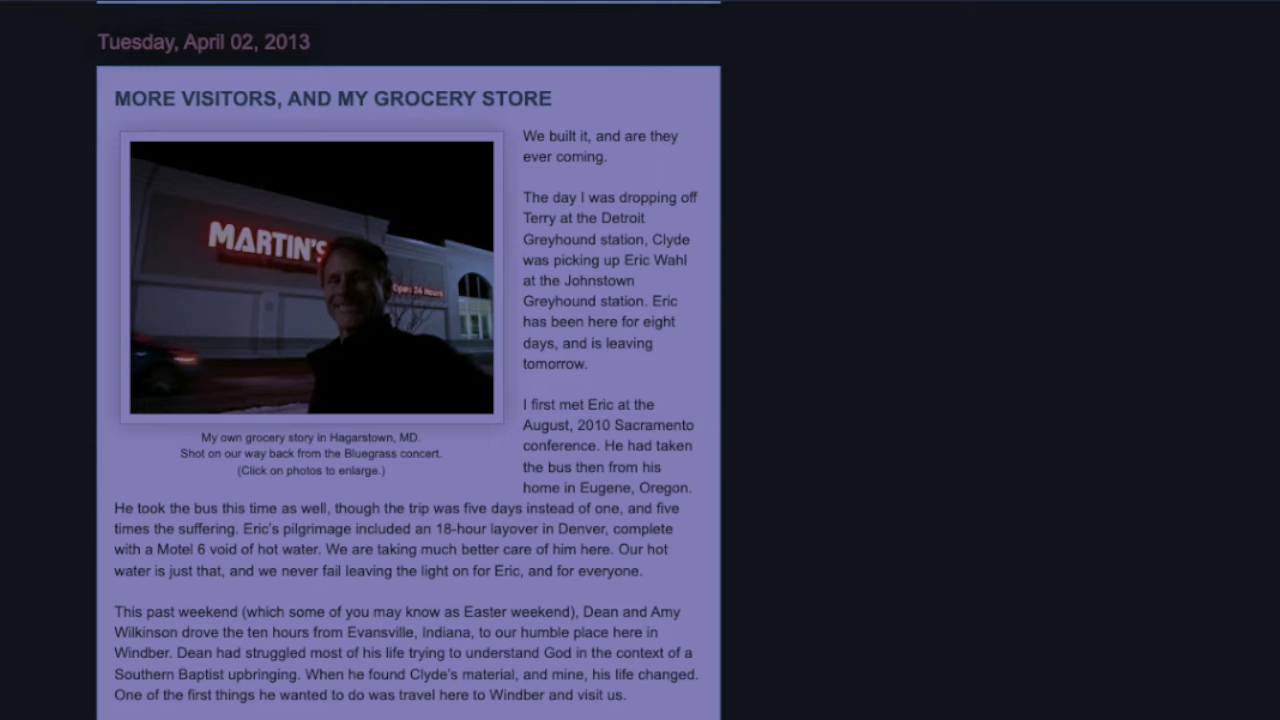 Tuesday, April 02, 2013
MORE VISITORS, AND MY GROCERY STORE
MARTIN'S
Open 24 Hours
My own grocery story in Hagarstown, MD.
Shot on our way back from the Bluegrass concert.
(Click on photos to enlarge.)
We built it, and are they
ever coming.
The day I was dropping off
Terry at the Detroit
Greyhound station, Clyde
was picking up Eric Wahl
at the Johnstown
Greyhound station. Eric
has been here for eight
days, and is leaving
tomorrow.
I first met Eric at the
August, 2010 Sacramento
conference. He had taken
the bus then from his
home in Eugene, Oregon.
He took the bus this time as well, though the trip was five days instead of one, and five
times the suffering. Eric's pilgrimage included an 18-hour layover in Denver, complete
with a Motel 6 void of hot water. We are taking much better care of him here. Our hot
water is just that, and we never fail leaving the light on for Eric, and for everyone.
This past weekend (which some of you may know as Easter weekend), Dean and Amy
Wilkinson drove the ten hours from Evansville, Indiana, to our humble place here in
Windber. Dean had struggled most of his life trying to understand God in the context of a
Southern Baptist upbringing. When he found Clyde's material, and mine, his life changed.
One of the first things he wanted to do was travel here to Windber and visit us.